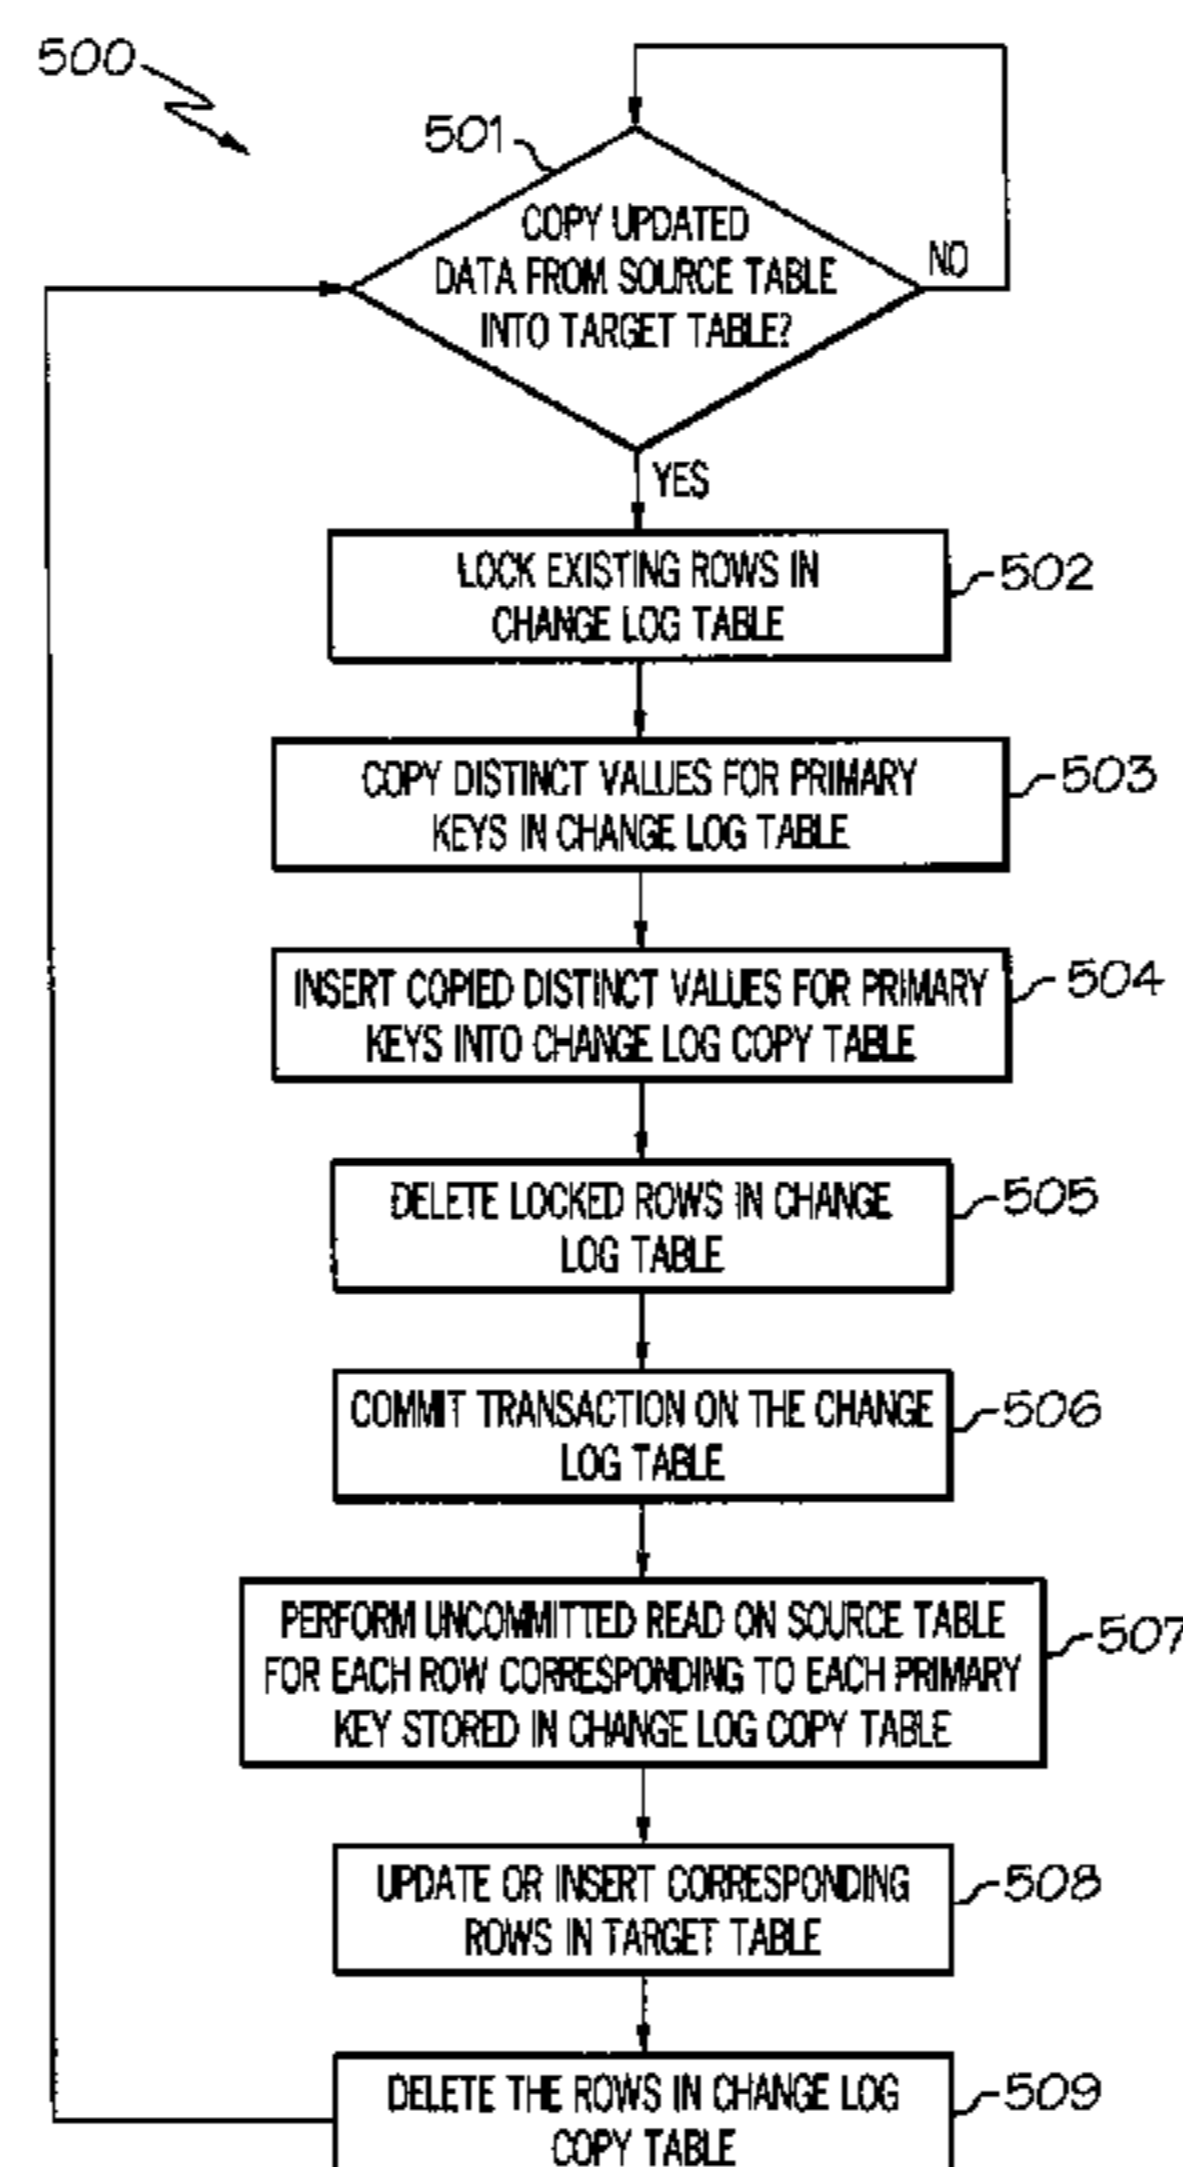 500
501
COPY UPDATED
DATA FROM SOURCE TABLE
INTO TARGET TABLE?
NO
YES
LOCK EXISTING ROWS IN
CHANGE LOG TABLE
502
COPY DISTINCT VALUES FOR PRIMARY
KEYS IN CHANGE LOG TABLE
503
INSERT COPIED DISTINCT VALUES FOR PRIMARY
KEYS INTO CHANGE LOG COPY TABLE
504
DELETE LOCKED ROWS IN CHANGE
LOG TABLE
505
COMMIT TRANSACTION ON THE CHANGE
LOG TABLE
506
PERFORM UNCOMMITTED READ ON SOURCE TABLE
FOR EACH ROW CORRESPONDING TO EACH PRIMARY
KEY STORED IN CHANGE LOG COPY TABLE
507
UPDATE OR INSERT CORRESPONDING
ROWS IN TARGET TABLE
508
DELETE THE ROWS IN CHANGE LOG
COPY TABLE
509